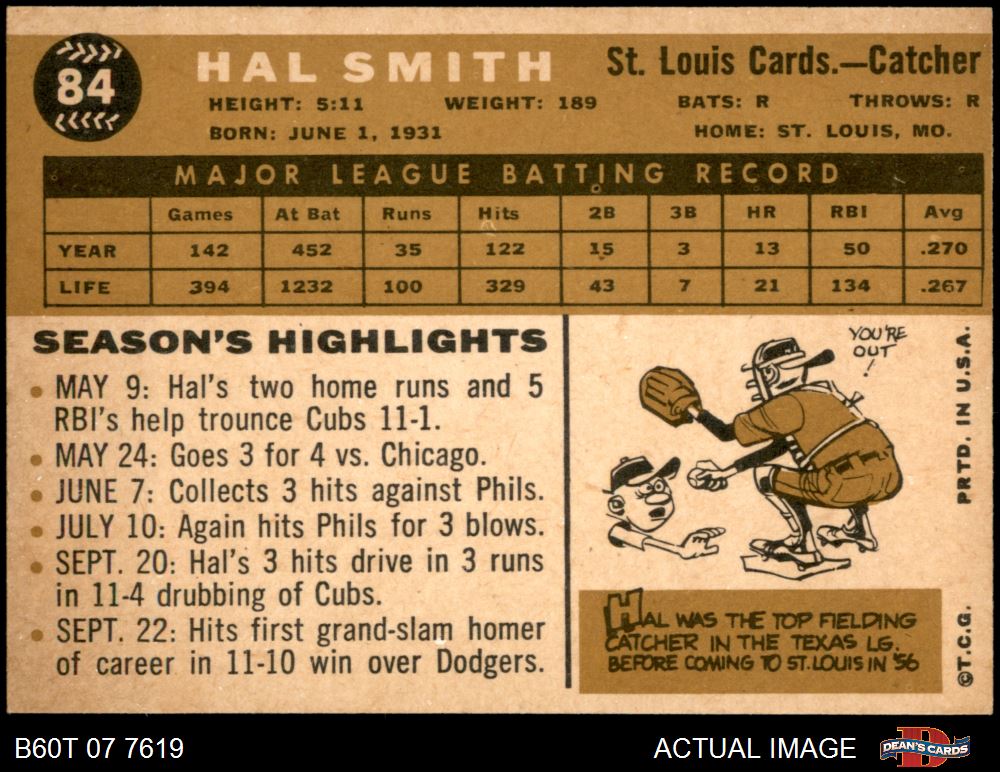 84
HAL SMITH
St. Louis Cards.—Catcher
HEIGHT: 5:11 WEIGHT: 189 BATS: R THROWS: R
BORN: JUNE 1, 1931 HOME: ST. LOUIS, MO.
MAJOR LEAGUE BATTING RECORD
Games At Bat Runs Hits 2B 3B HR RBI Avg
YEAR 142 452 35 122 15 3 13 50 .270
LIFE 394 1232 100 329 43 7 21 134 .267
SEASON'S HIGHLIGHTS
• MAY 9: Hal's two home runs and 5
RBI's help trounce Cubs 11-1.
• MAY 24: Goes 3 for 4 vs. Chicago.
• JUNE 7: Collects 3 hits against Phils.
• JULY 10: Again hits Phils for 3 blows.
• SEPT. 20: Hal's 3 hits drive in 3 runs
in 11-4 drubbing of Cubs.
• SEPT. 22: Hits first grand-slam homer
of career in 11-10 win over Dodgers.
YOU'RE
OUT
!
HAL WAS THE TOP FIELDING
CATCHER IN THE TEXAS LG.
BEFORE COMING TO ST. LOUIS IN '56
©T.C.G. PRTD. IN U.S.A.
B60T 07 7619
ACTUAL IMAGE
D
DEAN'S CARDS